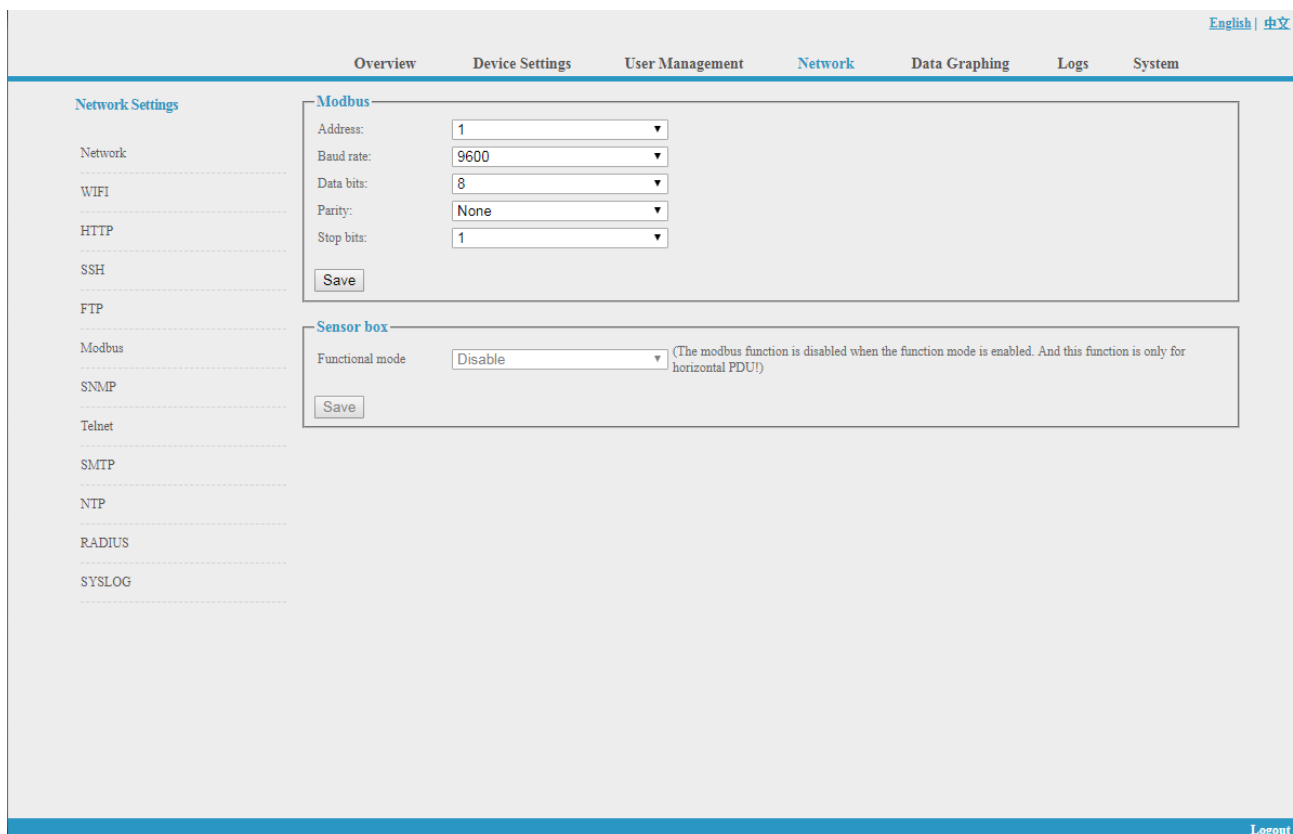 English | 中文
Overview Device Settings User Management Network Data Graphing Logs System
Network Settings
Network
WIFI
HTTP
SSH
FTP
Modbus
SNMP
Telnet
SMTP
NTP
RADIUS
SYSLOG
Modbus
Address: 1
Baud rate: 9600
Data bits: 8
Parity: None
Stop bits: 1
Save
Sensor box
Functional mode Disable (The modbus function is disabled when the function mode is enabled. And this function is only for
horizontal PDU!)
Save
Logout